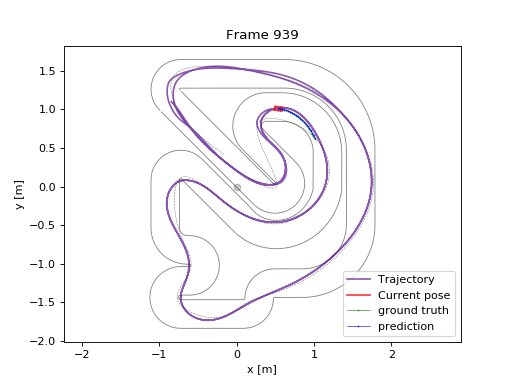 Frame 939
1.5
1.0
0.5
0.0
−0.5
−1.0
−1.5
−2.0
y [m]
−2
−1
0
1
2
x [m]
Trajectory
Current pose
ground truth
prediction